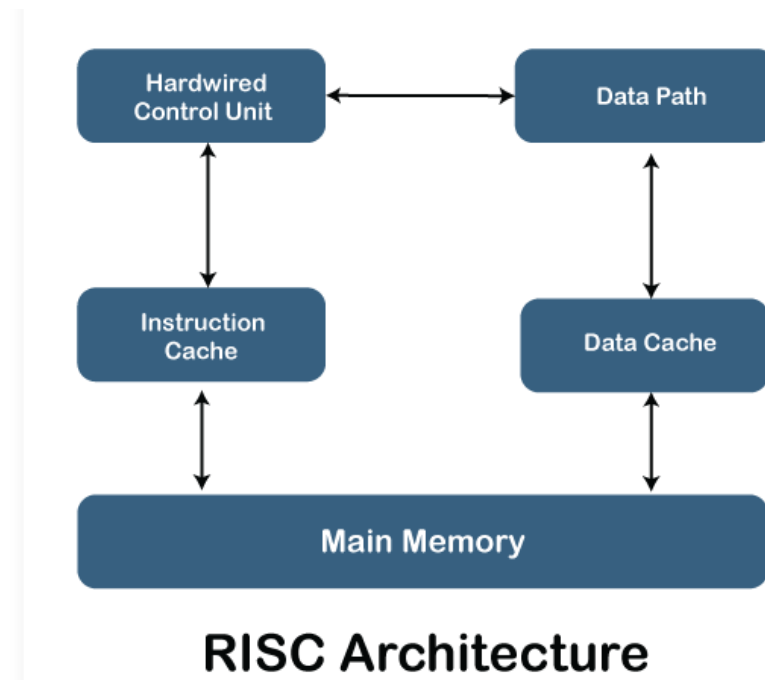 Hardwired
Control Unit
Data Path
Instruction
Cache
Data Cache
Main Memory
RISC Architecture